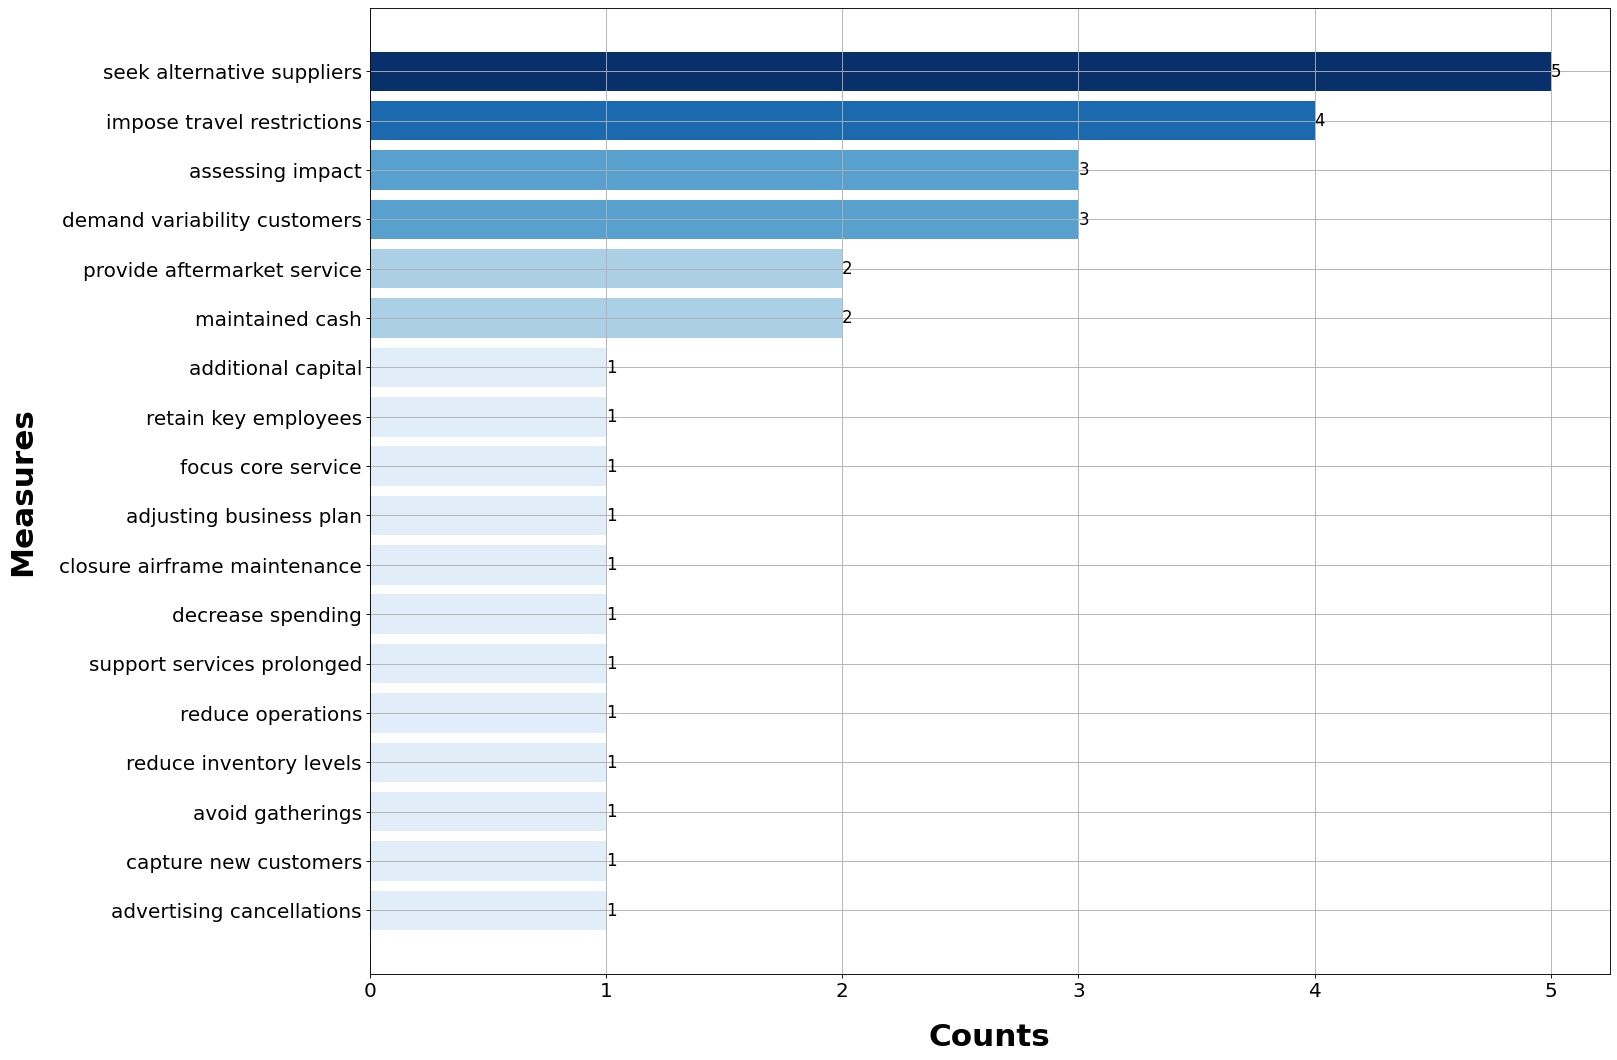 seek alternative suppliers 5
impose travel restrictions 4
assessing impact 3
demand variability customers 3
provide aftermarket service 2
maintained cash 2
additional capital 1
retain key employees 1
focus core service 1
adjusting business plan 1
closure airframe maintenance 1
decrease spending 1
support services prolonged 1
reduce operations 1
reduce inventory levels 1
avoid gatherings 1
capture new customers 1
advertising cancellations 1
Measures
0 1 2 3 4 5
Counts